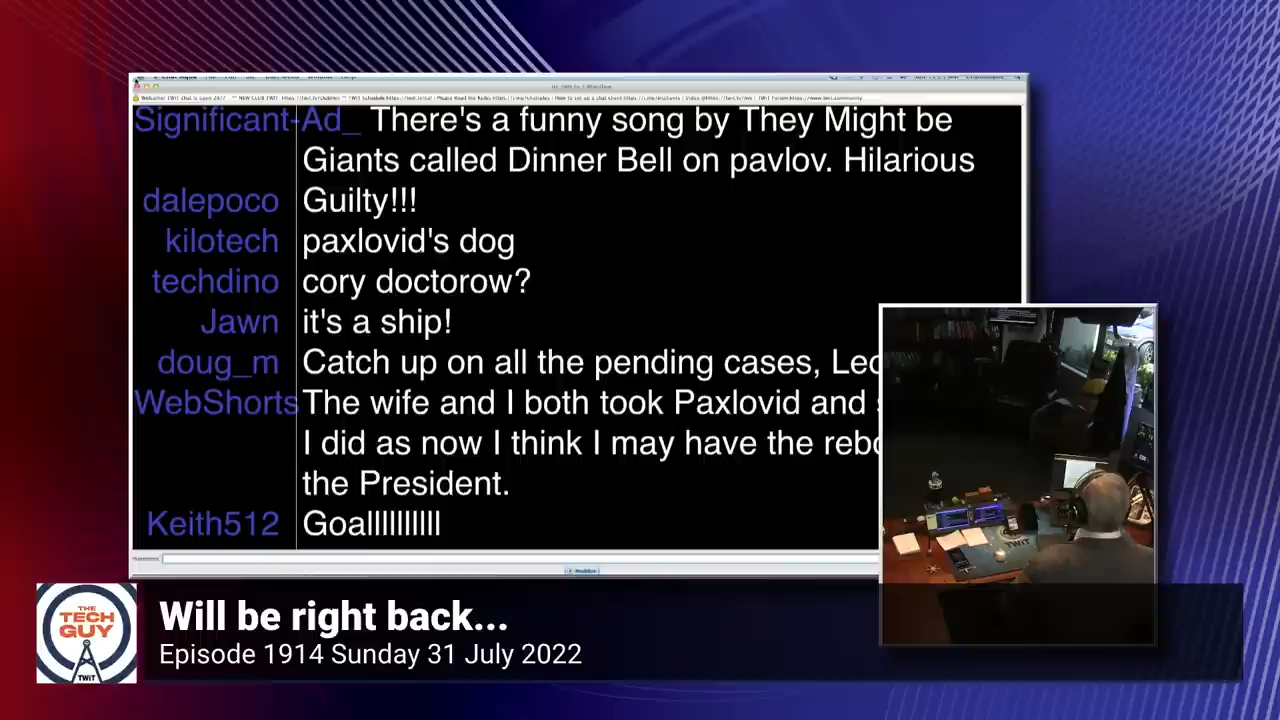 Significant-Ad_ There's a funny song by They Might be
Giants called Dinner Bell on pavlov. Hilarious
dalepoco Guilty!!!
kilotech paxlovid's dog
techdino cory doctorow?
Jawn it's a ship!
doug_m Catch up on all the pending cases,
WebShorts The wife and I both took Paxlovid and
I did as now I think I may have the
the President.
Keith512 Goalllllllllll
TWiT
THE
TECH
GUY
TWiT
Will be right back...
Episode 1914 Sunday 31 July 2022